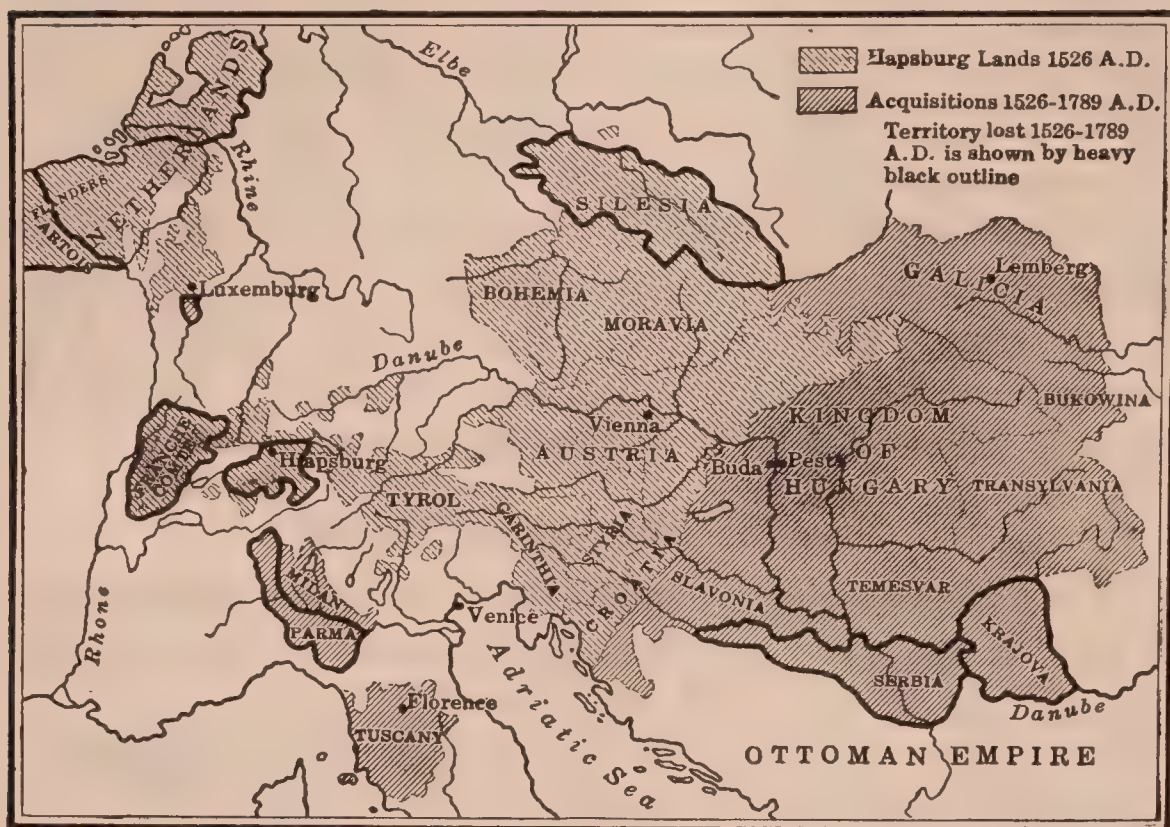 Hapsburg Lands 1526 A.D.
Acquisitions 1526-1789 A.D.
Territory lost 1526-1789
A.D. is shown by heavy
black outline
Elbe
NETHERLANDS
Rhine
FLANDERS
ARTOIS
SILESIA
Luxemburg
GALICIA
Lemberg
BOHEMIA
MORAVIA
Danube
BUKOWINA
Vienna
KINGDOM
OF
HUNGARY
AUSTRIA
Buda
Pest
TRANSYLVANIA
FRANCHE
COMTE
Hapsburg
TYROL
CARINTHIA
STYRIA
CROATIA
SLAVONIA
TEMESVAR
MILAN
PARMA
Venice
Rhone
KRAJOVA
SERBIA
Danube
Adriatic Sea
Florence
TUSCANY
OTTOMAN EMPIRE